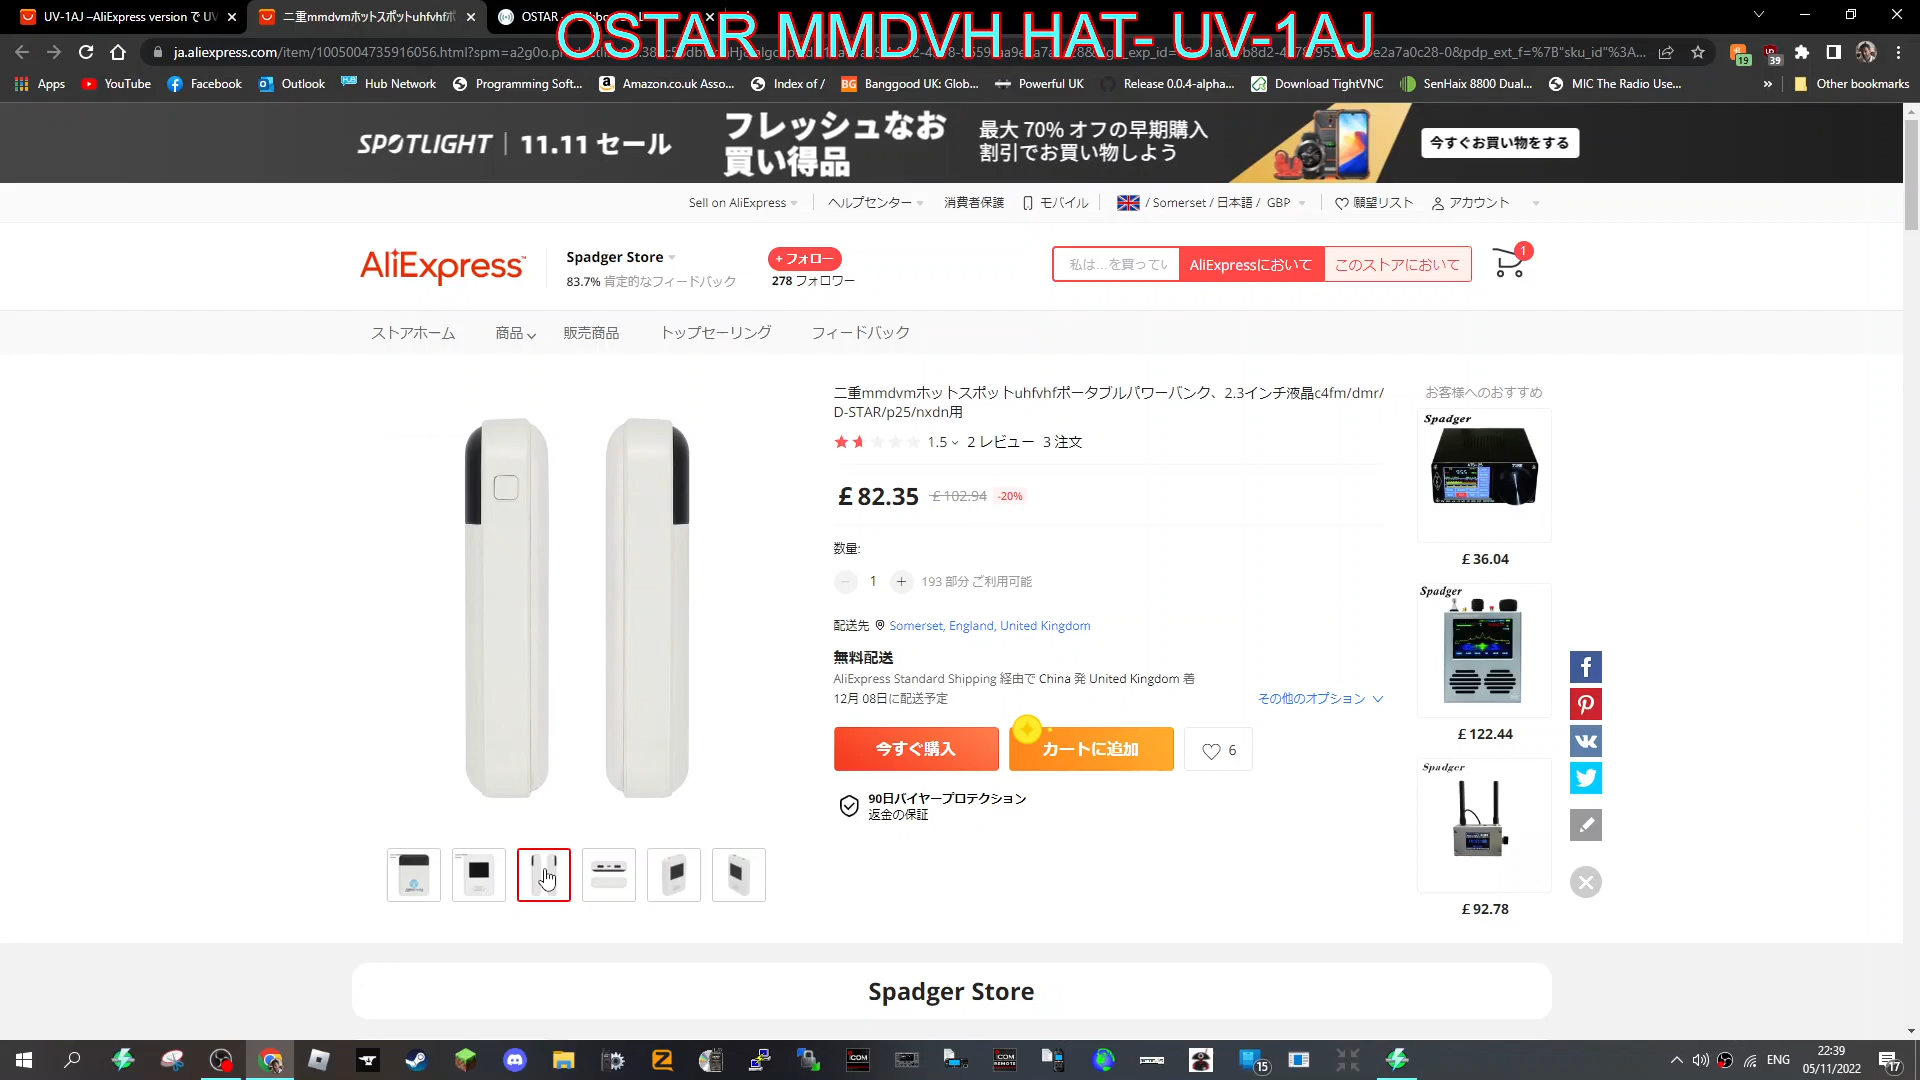 UV-1AJ –AliExpress version で UV
二重mmdvmホットスポットuhfvhfポ
OSTAR
OSTAR MMDVH HAT- UV-1AJ
ja.aliexpress.com/item/1005004735916056.html?spm=a2g0o.pr
Apps
YouTube
Facebook
Outlook
Hub Network
Programming Soft...
Amazon.co.uk Asso...
Index of /
Banggood UK: Glob...
Powerful UK
Release 0.0.4-alpha...
Download TightVNC
SenHaix 8800 Dual...
MIC The Radio Use...
»
Other bookmarks
SPOTLIGHT | 11.11 セール
フレッシュなお
買い得品
最大 70% オフの早期購入
割引でお買い物しよう
今すぐお買い物をする
Sell on AliExpress
ヘルプセンター
消費者保護
モバイル
/ Somerset / 日本語 / GBP
願望リスト
アカウント
AliExpress
Spadger Store
83.7% 肯定的なフィードバック
+ フォロー
278 フォロワー
私は...を買ってい
AliExpressにおいて
このストアにおいて
1
ストアホーム
商品
販売商品
トップセーリング
フィードバック
二重mmdvmホットスポットuhfvhfポータブルパワーバンク、2.3インチ液晶c4fm/dmr/
D-STAR/p25/nxdn用
1.5 2 レビュー 3 注文
£ 82.35 £ 102.94 -20%
数量:
1 + 193 部分 ご利用可能
配送先 Somerset, England, United Kingdom
無料配送
AliExpress Standard Shipping 経由で China 発 United Kingdom 着
12月 08日に配送予定
その他のオプション
今すぐ購入
カートに追加
6
90日バイヤープロテクション
返金の保証
お客様へのおすすめ
Spadger
£ 36.04
Spadger
£ 122.44
Spadger
£ 92.78
Spadger Store
ENG
22:39
05/11/2022